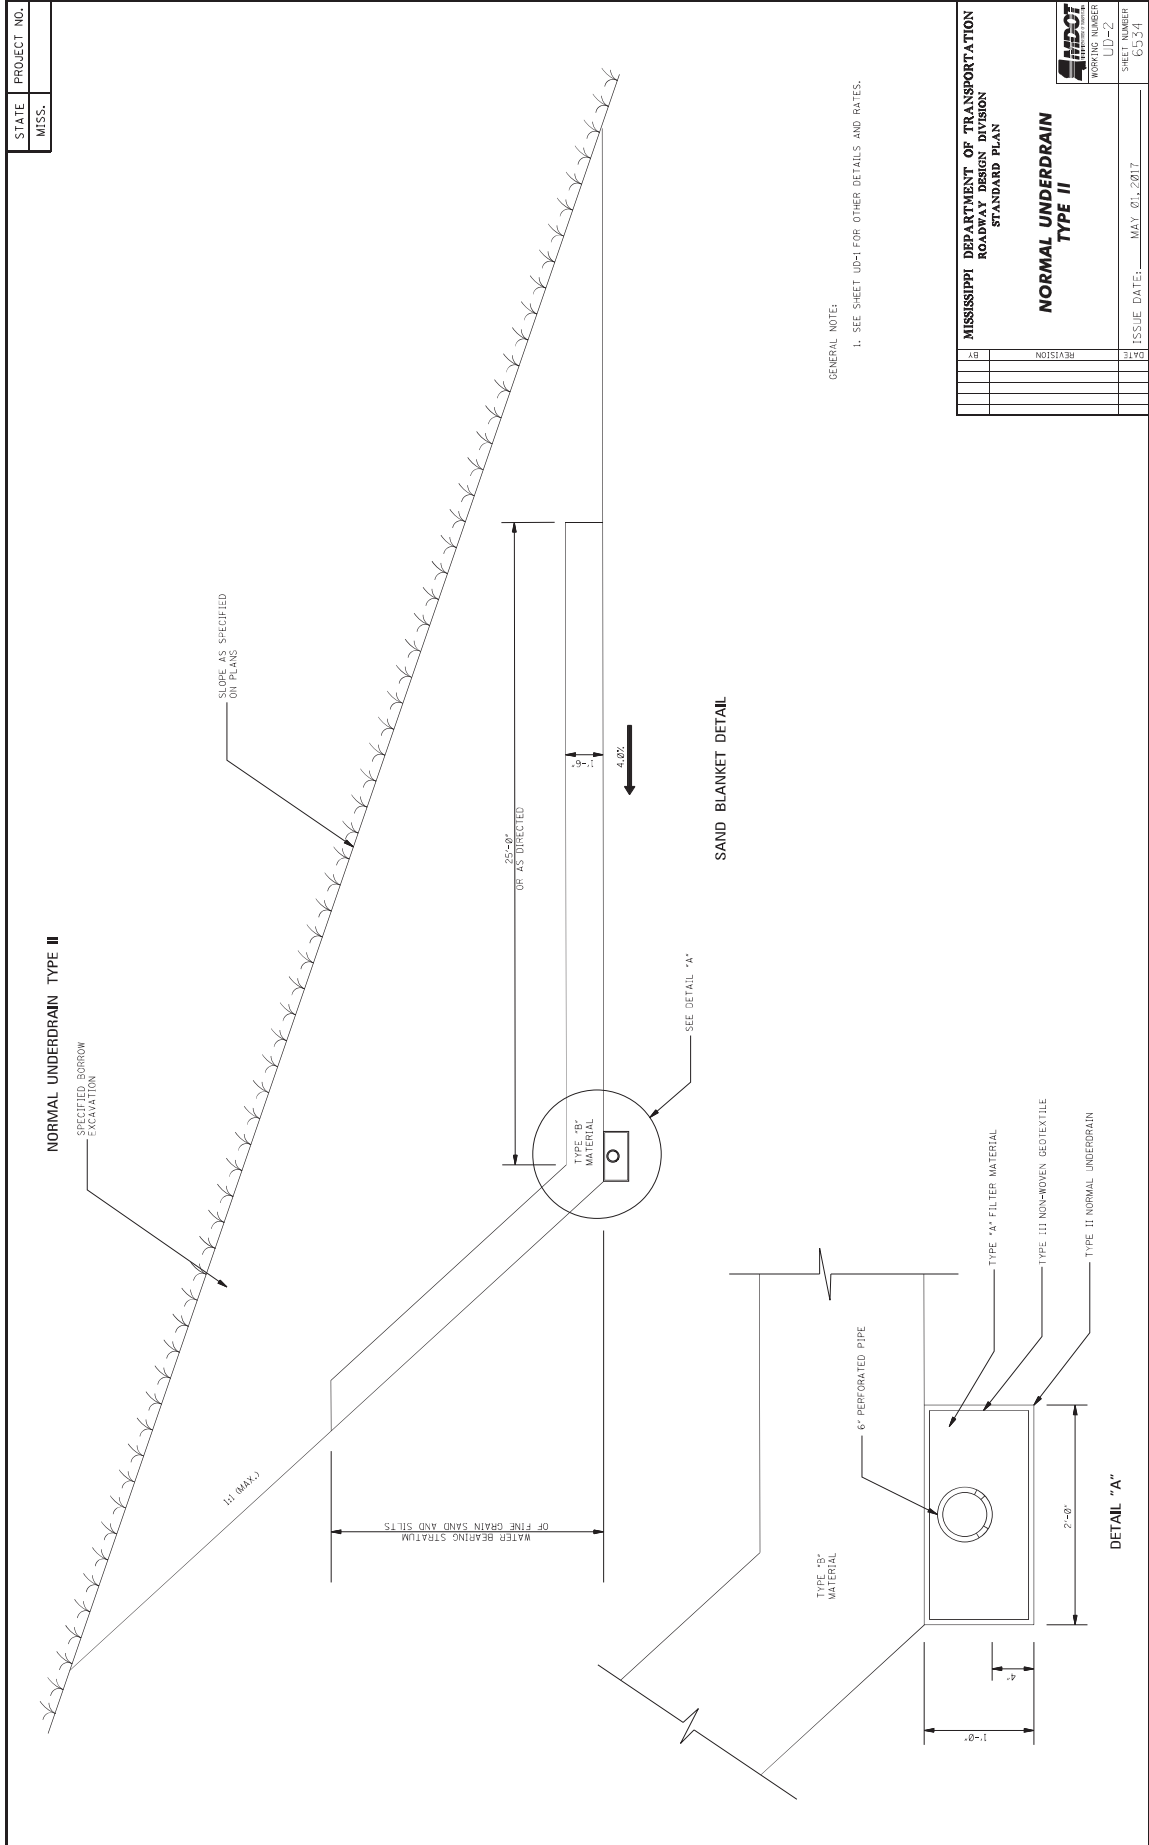 STATE PROJECT NO.
MISS.
NORMAL UNDERDRAIN TYPE II
SPECIFIED BORROW
EXCAVATION
SLOPE AS SPECIFIED
ON PLANS
1:1 (MAX.)
WATER BEARING STRATUM
OF FINE GRAIN SAND AND SILTS
25'-0"
OR AS DIRECTED
1'-6"
4.0%
TYPE "B"
MATERIAL
SEE DETAIL "A"
SAND BLANKET DETAIL
TYPE "B"
MATERIAL
6" PERFORATED PIPE
TYPE "A" FILTER MATERIAL
TYPE III NON-WOVEN GEOTEXTILE
TYPE II NORMAL UNDERDRAIN
1'-0"
4"
2'-0"
DETAIL "A"
GENERAL NOTE:
1. SEE SHEET UD-1 FOR OTHER DETAILS AND RATES.
BY
REVISION
DATE
MISSISSIPPI DEPARTMENT OF TRANSPORTATION
ROADWAY DESIGN DIVISION
STANDARD PLAN
NORMAL UNDERDRAIN
TYPE II
ISSUE DATE: MAY 01, 2017
MDOT
WORKING NUMBER
UD-2
SHEET NUMBER
6534